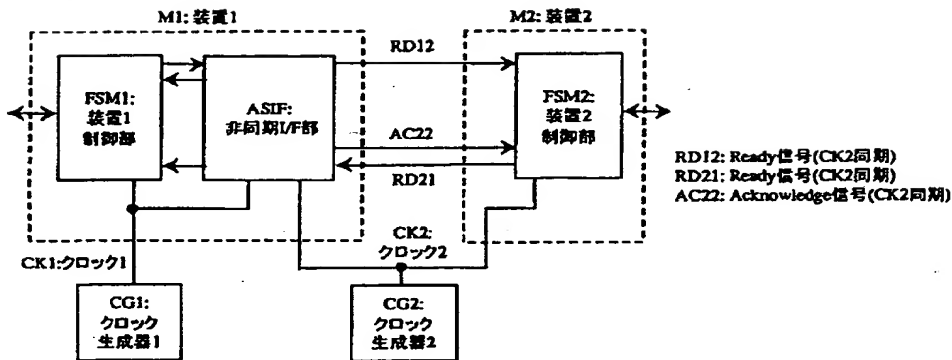 M1: 装置1
M2: 装置2
RD12
FSM1:
装置1
制御部
ASIF:
非同期I/F部
FSM2:
装置2
制御部
AC22
RD21
RD12: Ready信号(CK2同期)
RD21: Ready信号(CK2同期)
AC22: Acknowledge信号(CK2同期)
CK2:
クロック2
CK1:クロック1
CG1:
クロック
生成器1
CG2:
クロック
生成器2